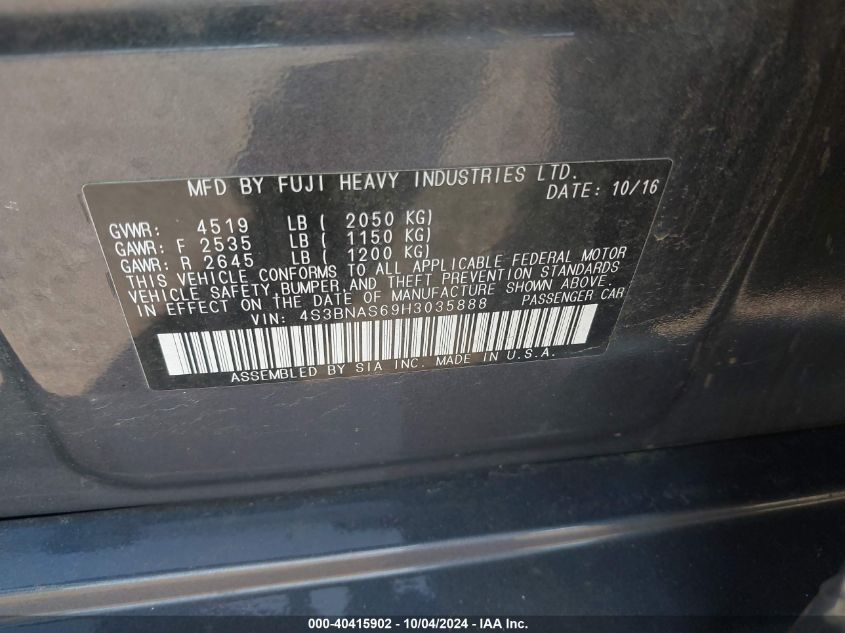 MFD BY FUJI HEAVY INDUSTRIES LTD.
DATE: 10/16
GVWR: 4519 LB ( 2050 KG)
GAWR: F 2535 LB ( 1150 KG)
GAWR: R 2645 LB ( 1200 KG)
THIS VEHICLE CONFORMS TO ALL APPLICABLE FEDERAL MOTOR
VEHICLE SAFETY, BUMPER, AND THEFT PREVENTION STANDARDS
IN EFFECT ON THE DATE OF MANUFACTURE SHOWN ABOVE.
VIN: 4S3BNAS69H3035888 PASSENGER CAR
ASSEMBLED BY SIA INC. MADE IN U.S.A.
000-40415902 - 10/04/2024 - IAA Inc.